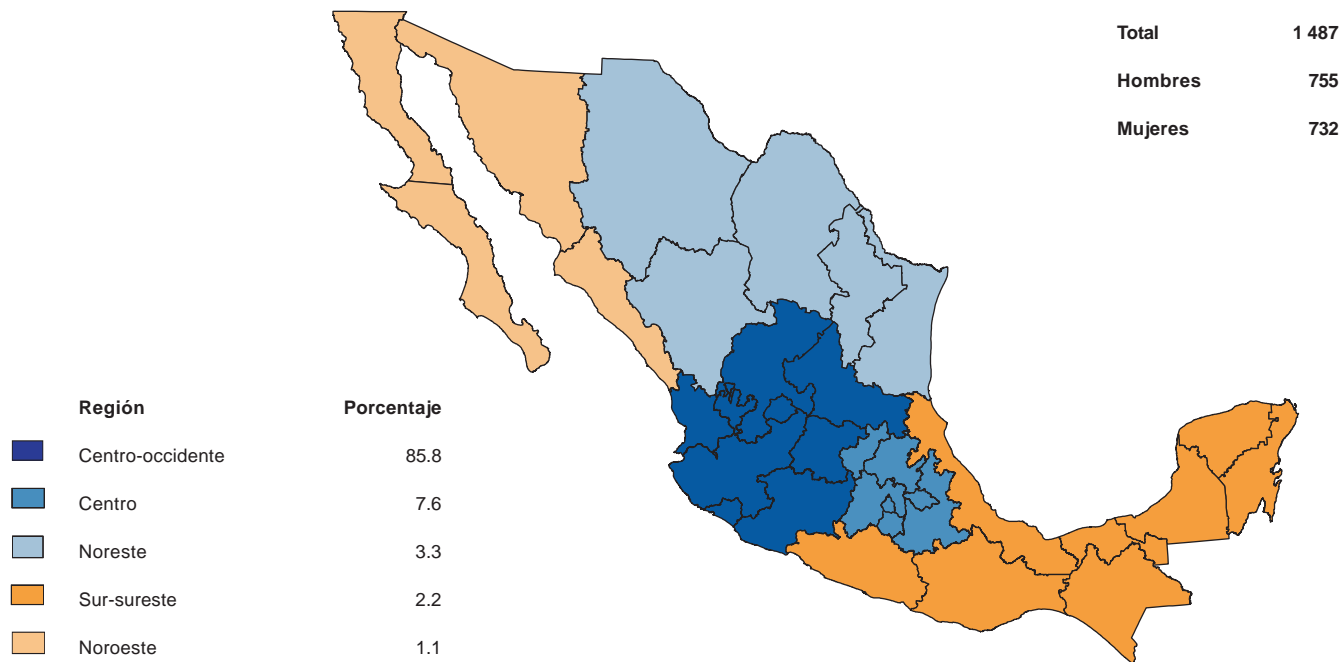 Total 1 487
Hombres 755
Mujeres 732
Región Porcentaje
Centro-occidente 85.8
Centro 7.6
Noreste 3.3
Sur-sureste 2.2
Noroeste 1.1